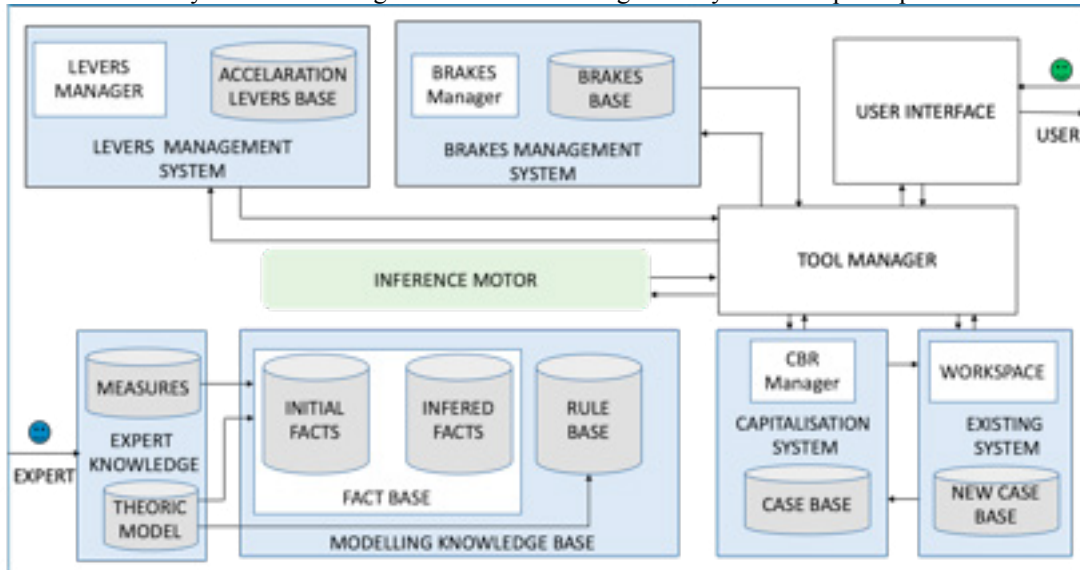 LEVERS
MANAGER
ACCELARATION
LEVERS BASE
LEVERS MANAGEMENT
SYSTEM
BRAKES
Manager
BRAKES
BASE
BRAKES MANAGEMENT
SYSTEM
USER INTERFACE
USER
TOOL MANAGER
INFERENCE MOTOR
EXPERT
MEASURES
EXPERT
KNOWLEDGE
THEORIC
MODEL
INITIAL
FACTS
INFERED
FACTS
FACT BASE
RULE
BASE
MODELLING KNOWLEDGE BASE
CBR
Manager
CAPITALISATION
SYSTEM
CASE BASE
WORKSPACE
EXISTING
SYSTEM
NEW CASE
BASE